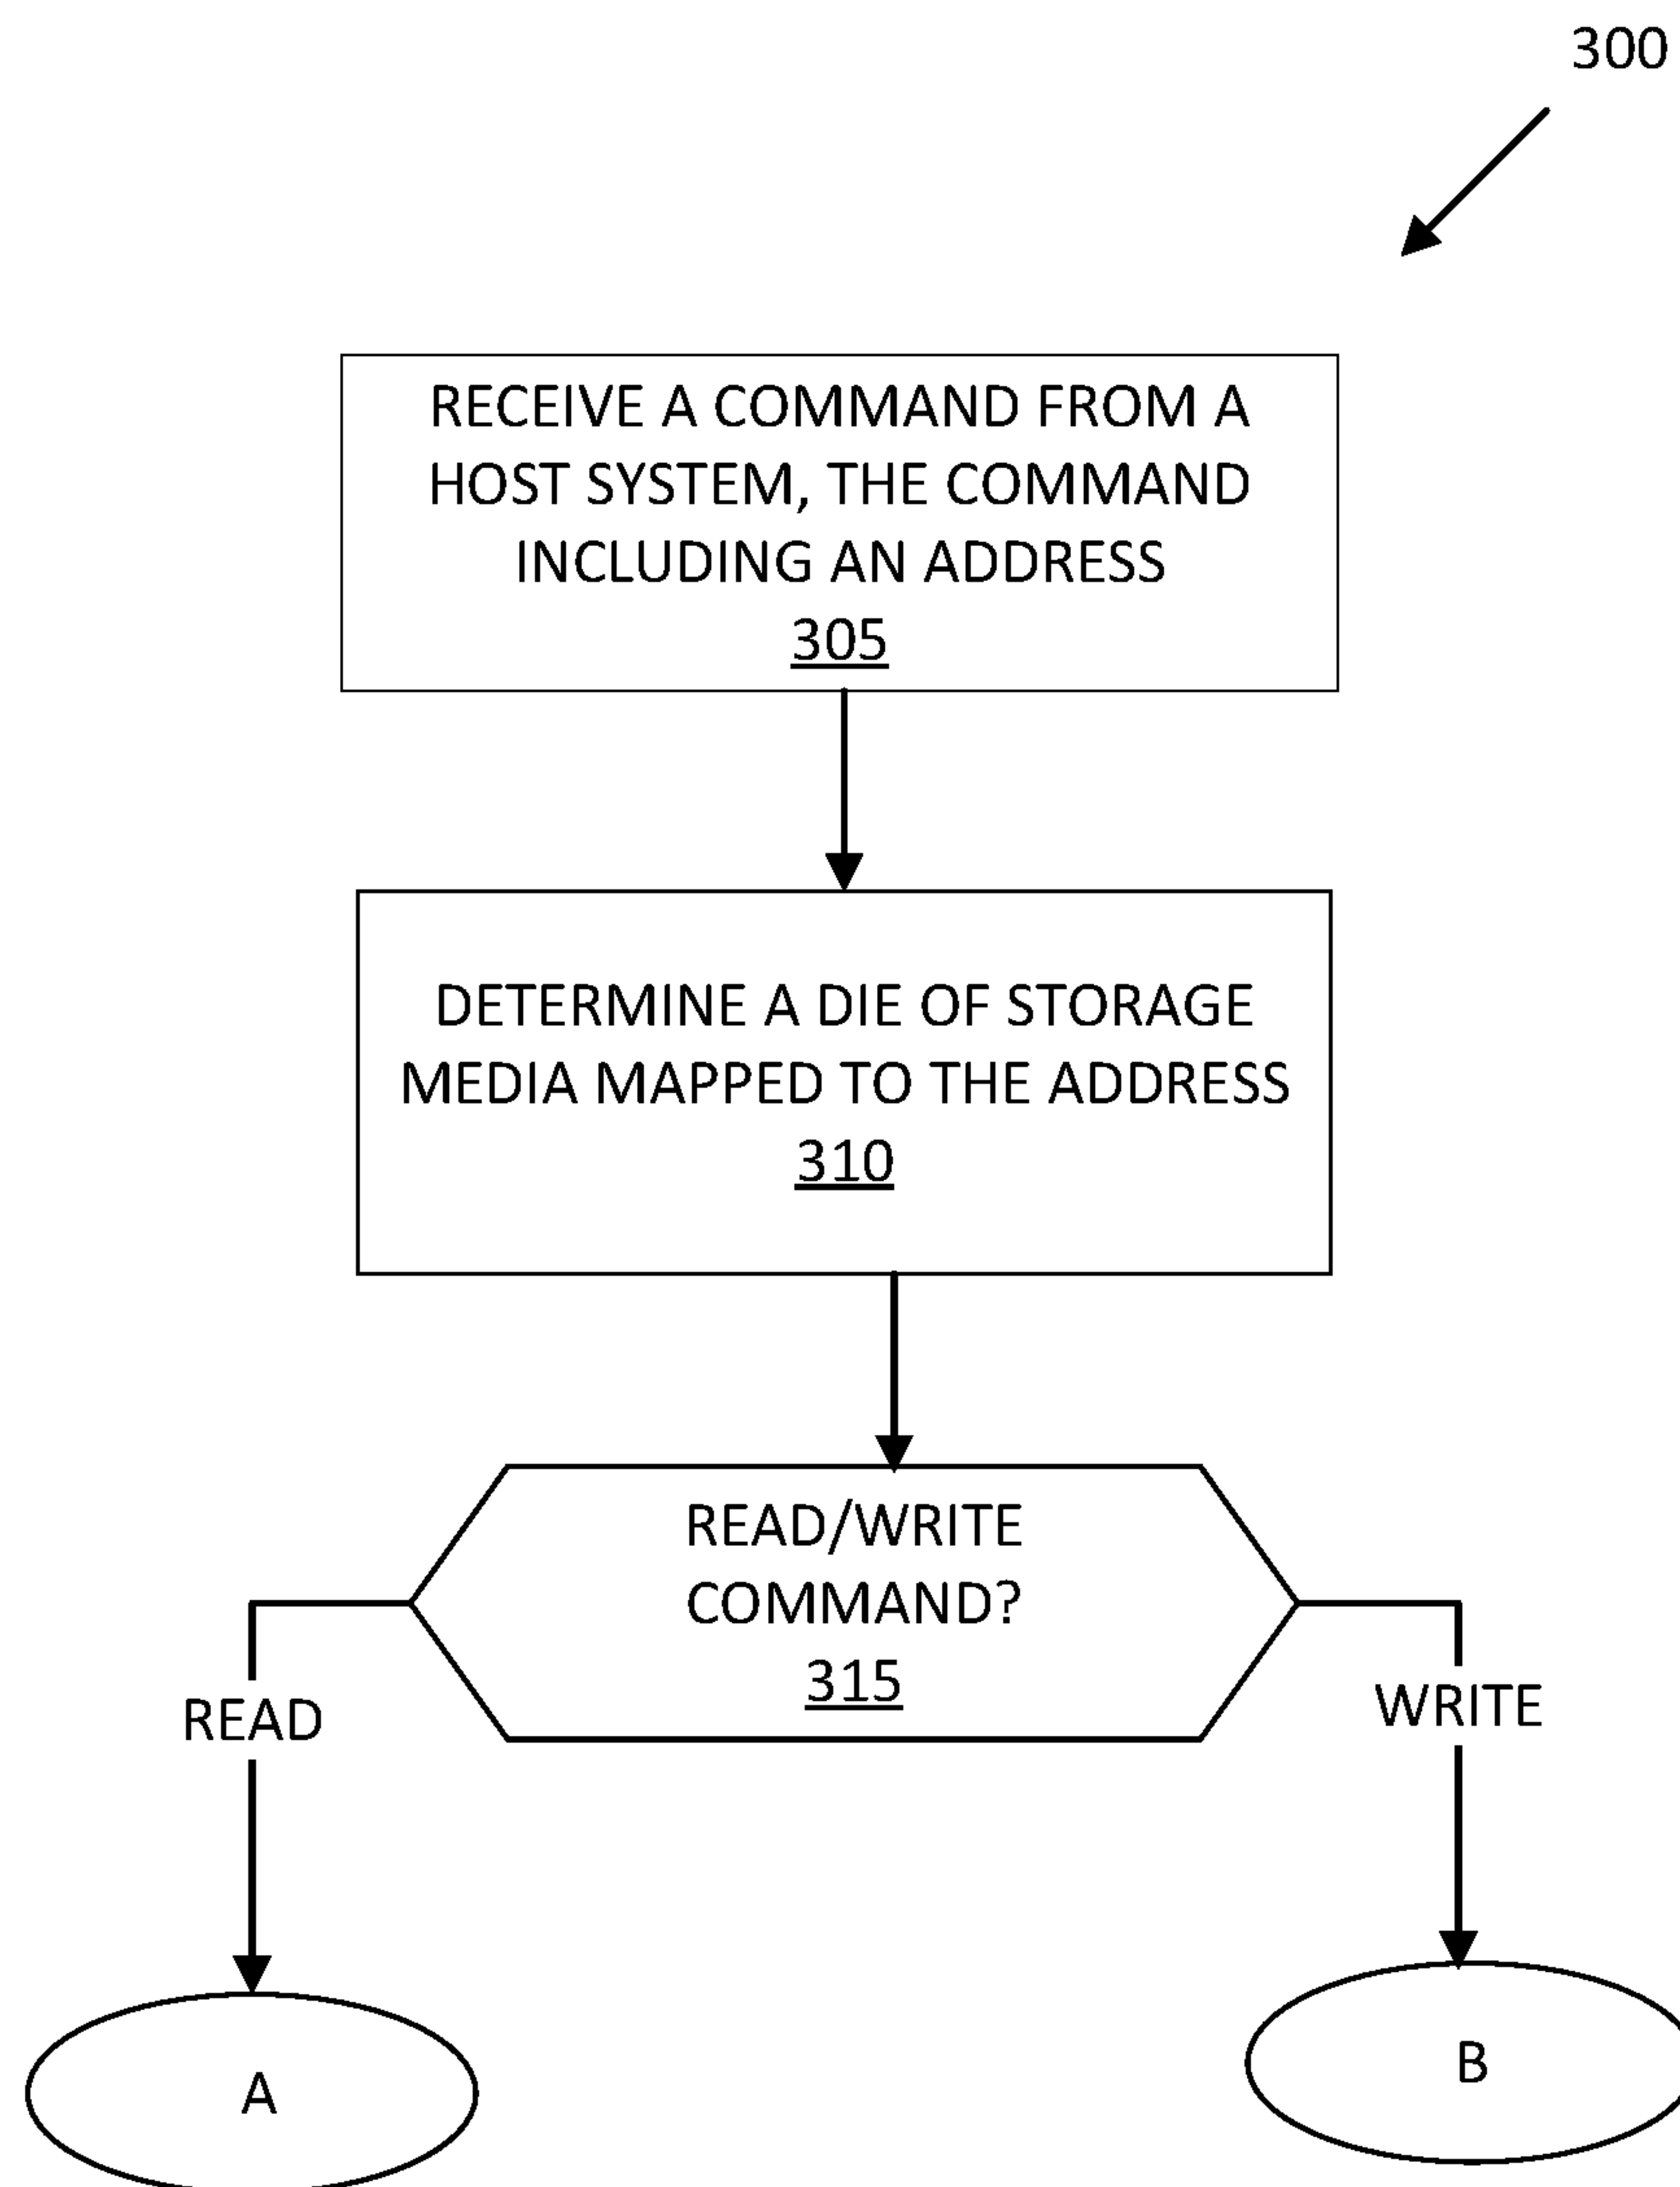 300
RECEIVE A COMMAND FROM A
HOST SYSTEM, THE COMMAND
INCLUDING AN ADDRESS
305
DETERMINE A DIE OF STORAGE
MEDIA MAPPED TO THE ADDRESS
310
READ/WRITE
COMMAND?
315
READ
WRITE
A
B